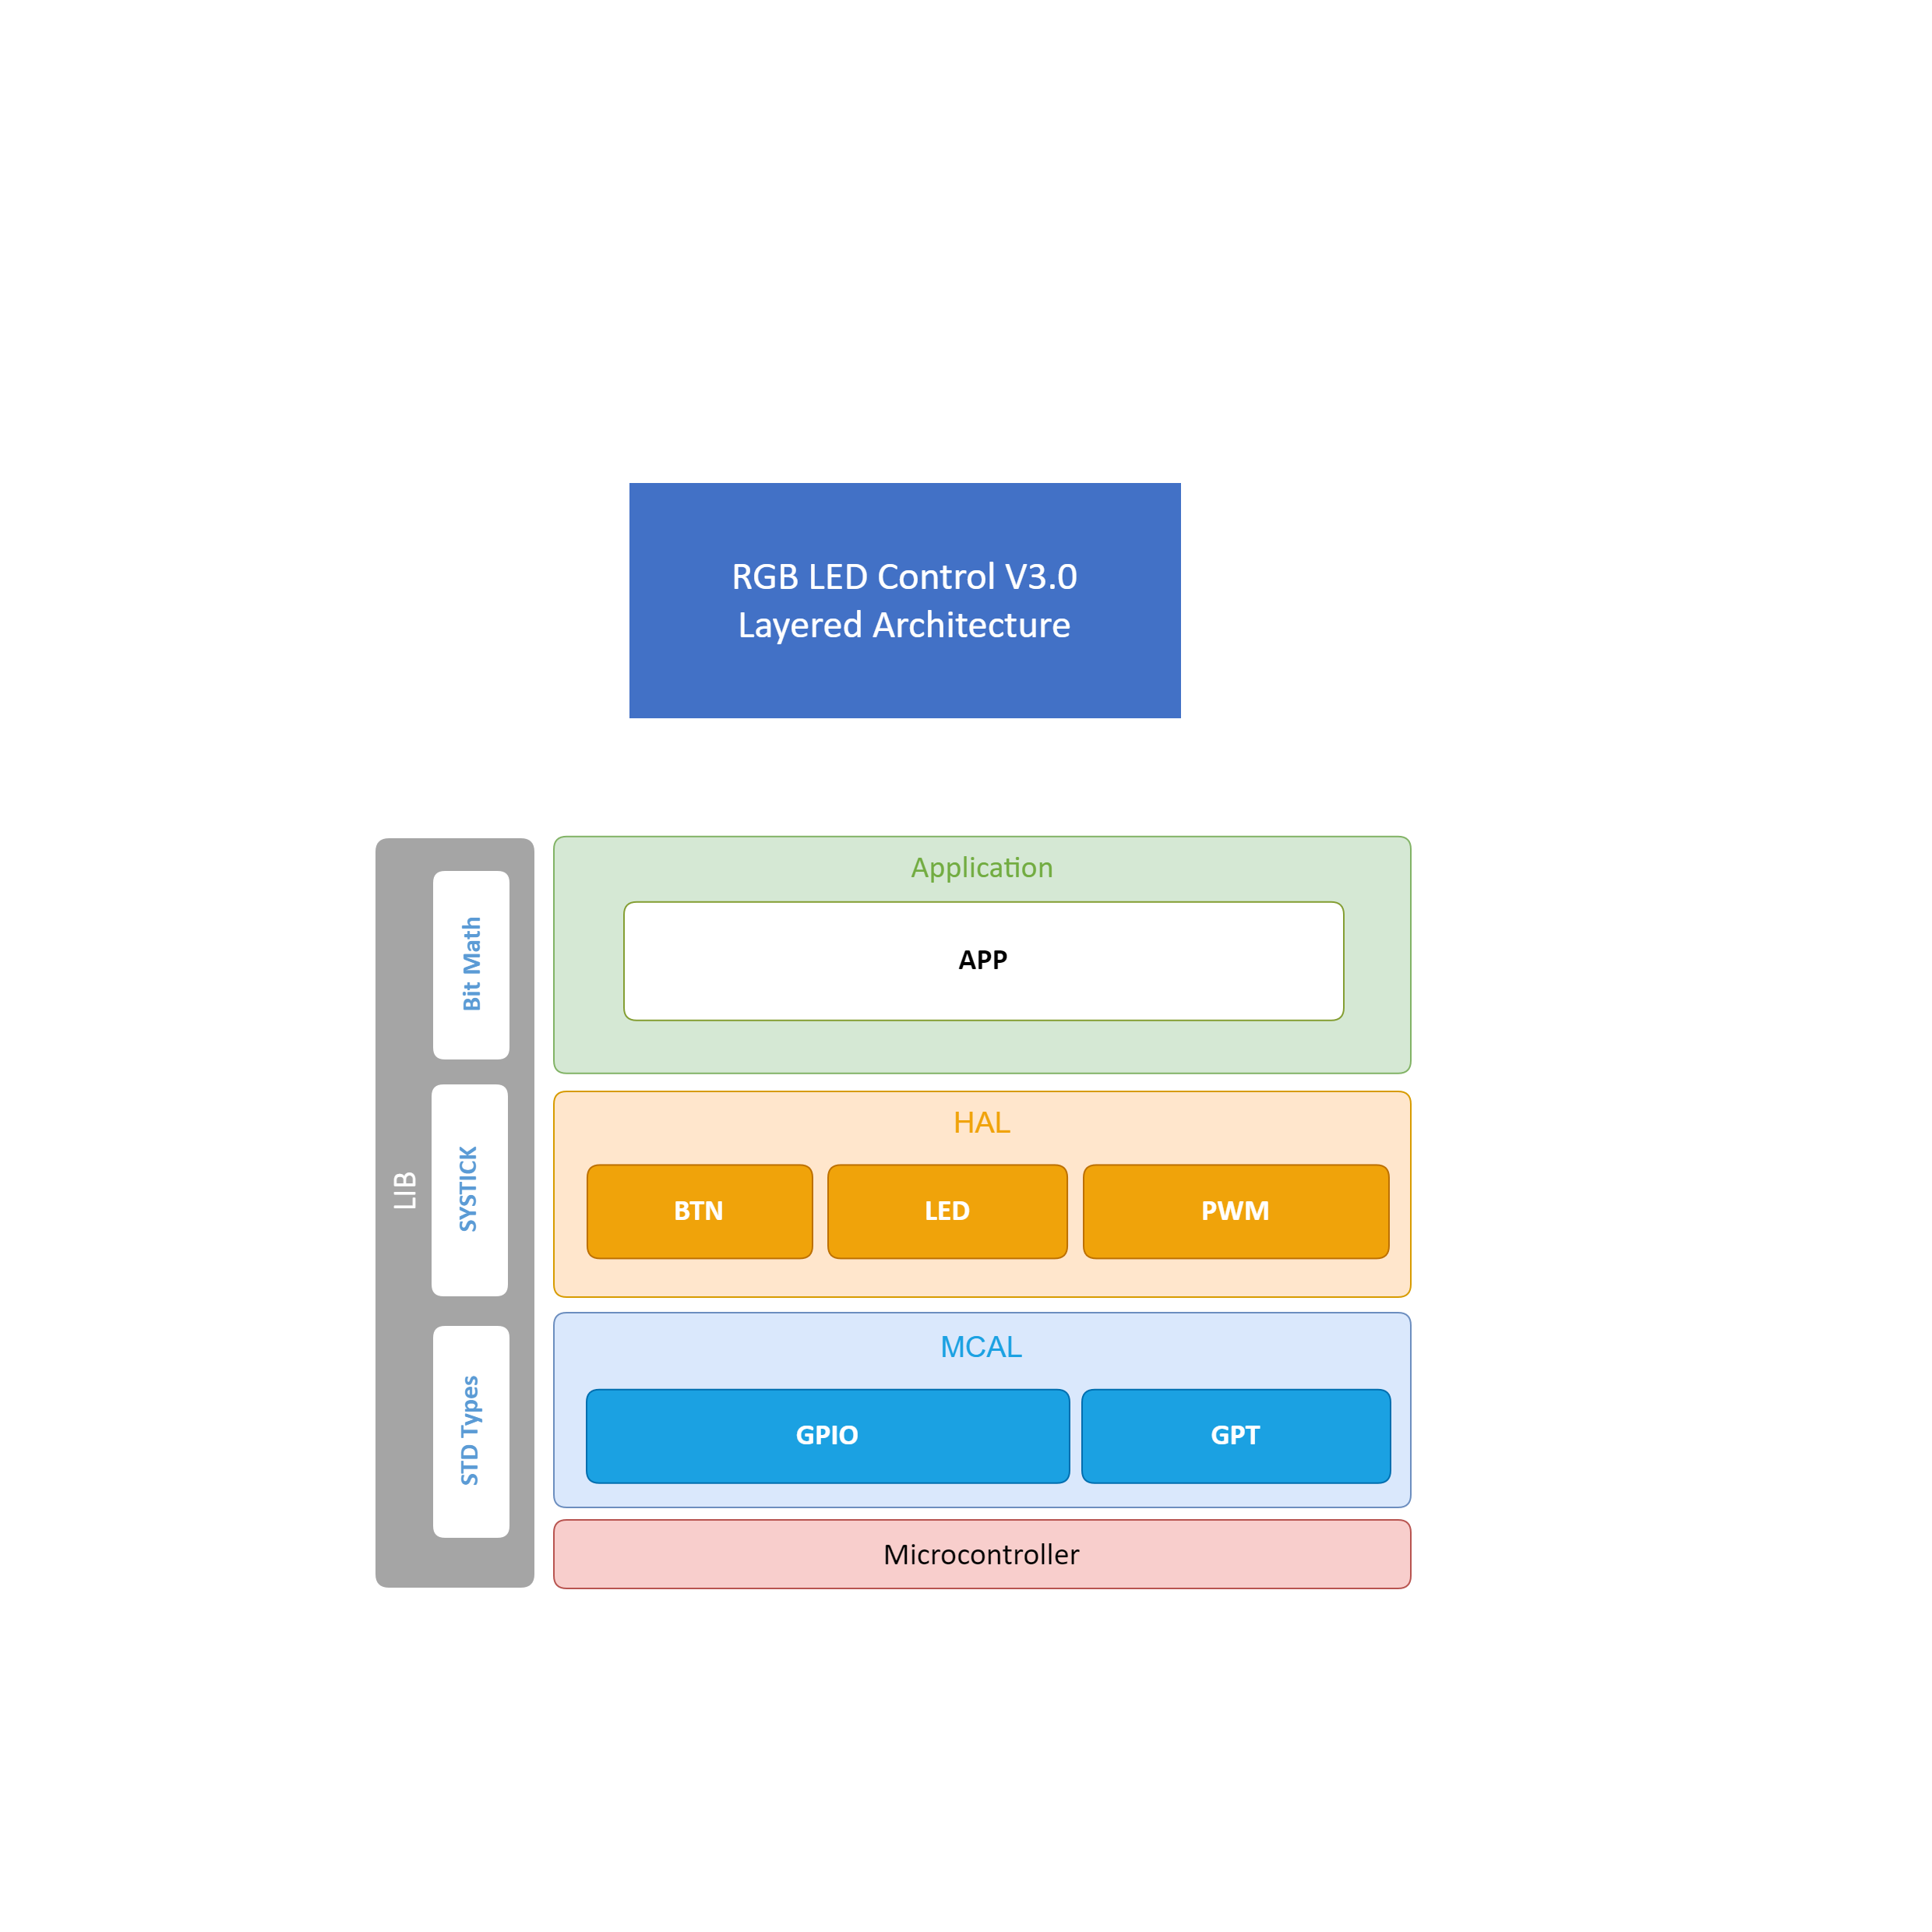 RGB LED Control V3.0
Layered Architecture
LIB
Bit Math
SYSTICK
STD Types
Application
APP
HAL
BTN
LED
PWM
MCAL
GPIO
GPT
Microcontroller